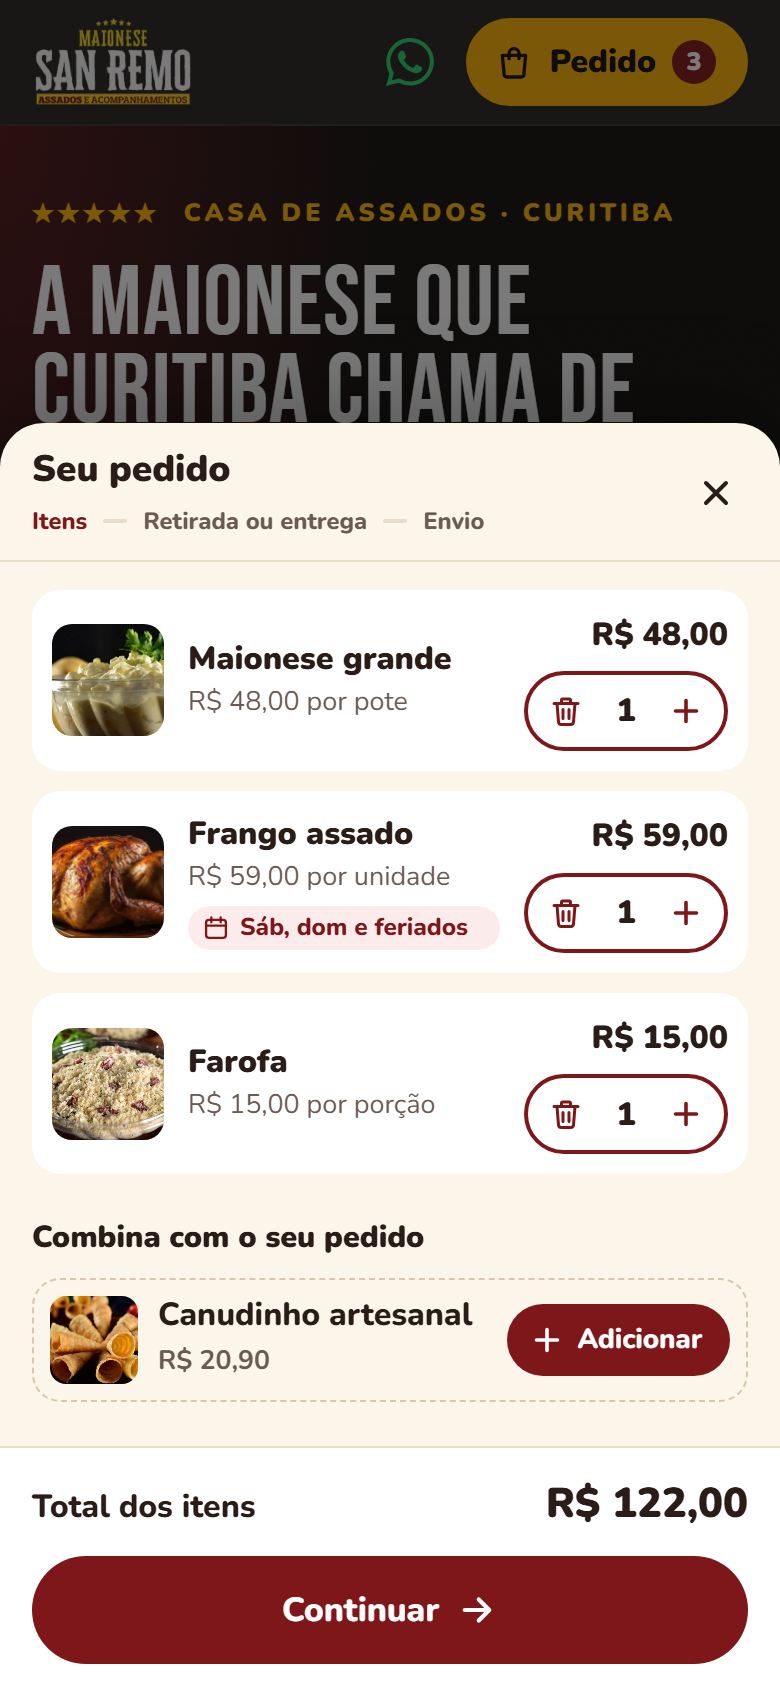 MAIONESE
SAN REMO
ASSADOS E ACOMPANHAMENTOS
Pedido 3
★★★★★ CASA DE ASSADOS · CURITIBA
A MAIONESE QUE
CURITIBA CHAMA DE
Seu pedido
Itens — Retirada ou entrega — Envio
Maionese grande
R$ 48,00 por pote
R$ 48,00
1
Frango assado
R$ 59,00 por unidade
Sáb, dom e feriados
R$ 59,00
1
Farofa
R$ 15,00 por porção
R$ 15,00
1
Combina com o seu pedido
Canudinho artesanal
R$ 20,90
+ Adicionar
Total dos itens
R$ 122,00
Continuar →